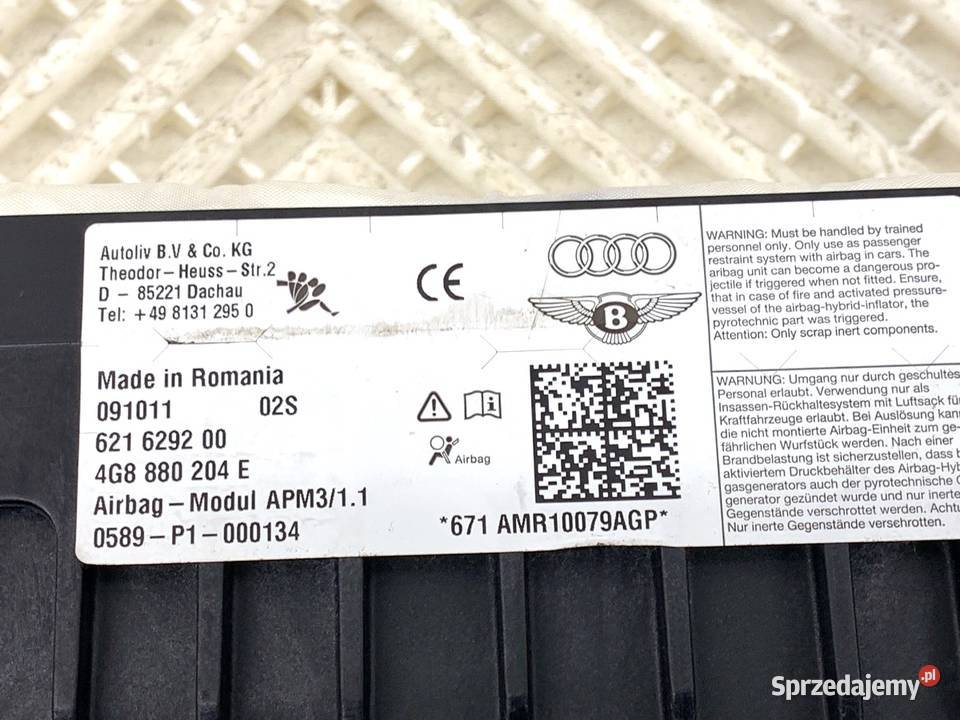 Autoliv B.V & Co. KG
Theodor-Heuss-Str.2
D - 85221 Dachau
Tel: +49 8131 295 0
CE
B
WARNING: Must be handled by trained
personnel only. Only use as passenger
restraint system with airbag in cars. The
aribag unit can become a dangerous pro-
jectile if triggered when not fitted. Ensure,
that in case of fire and activated pressure-
vessel of the airbag-hybrid-inflator, the
pyrotechnic part was triggered.
Attention: Only scrap inert components.
Made in Romania
091011 02S
621 6292 00
4G8 880 204 E
Airbag-Modul APM3/1.1
0589-P1-000134
Airbag
*671 AMR10079AGP*
WARNUNG: Umgang nur durch geschultes
Personal erlaubt. Verwendung nur als
Insassen-Rückhaltesystem mit Luftsack für
Kraftfahrzeuge erlaubt. Bei Auslösung kann
die nicht montierte Airbag-Einheit zum ge-
fährlichen Wurfstück werden. Nach einer
Brandbelastung ist sicherzustellen, dass
aktiviertem Druckbehälter des Airbag-Hyb
gasgenerators auch der pyrotechnische
generator gezündet wurde und nur inerte
Gegenstände verschrottet werden. Achtu
Nur inerte Gegenstände verschrotten.
Sprzedajemy.pl